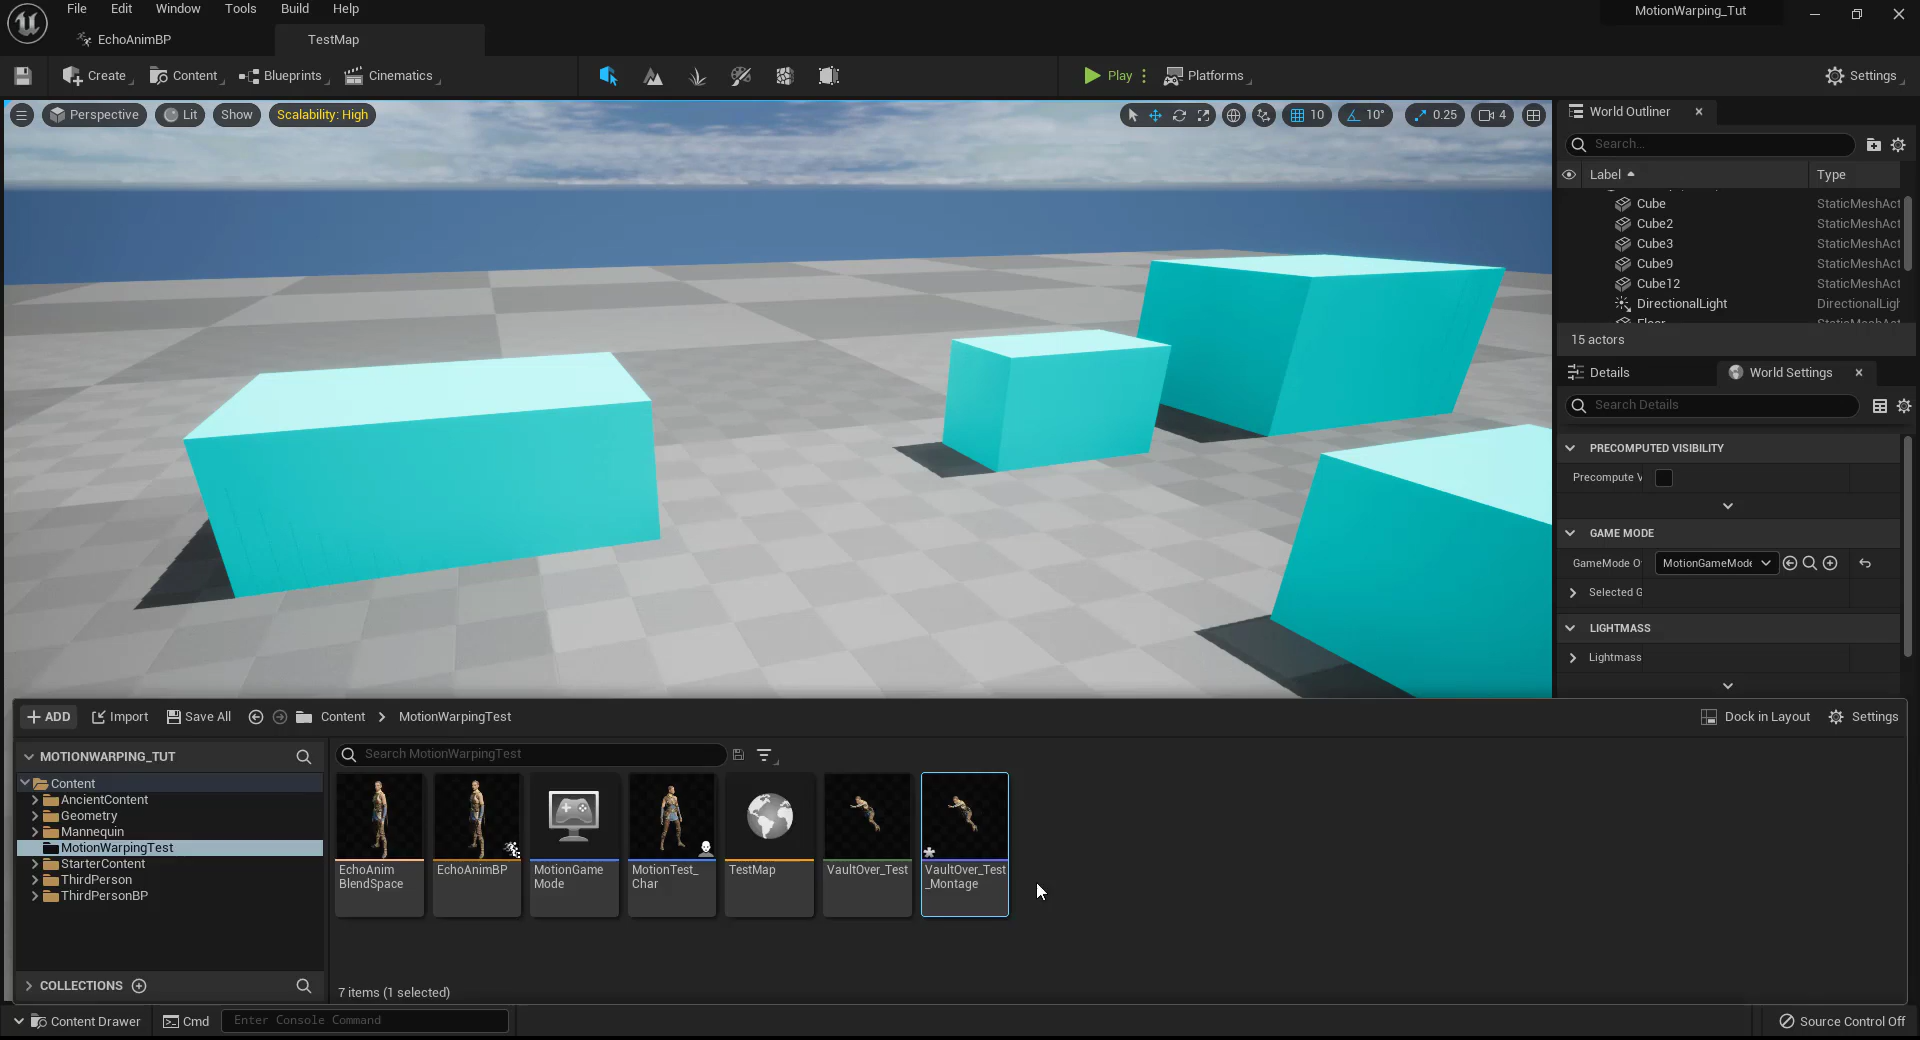 File Edit Window Tools Build Help
MotionWarping_Tut
EchoAnimBP
TestMap
Create
Content
Blueprints
Cinematics
Play
Platforms
Settings
Perspective
Lit
Show
Scalability: High
10
10°
0.25
4
World Outliner
Search...
Label
Type
Cube StaticMeshAct
Cube2 StaticMeshAct
Cube3 StaticMeshAct
Cube9 StaticMeshAct
Cube12 StaticMeshAct
DirectionalLight DirectionalLigh
15 actors
Details
World Settings
Search Details
PRECOMPUTED VISIBILITY
Precompute V
GAME MODE
GameMode O
MotionGameMode
Selected G
LIGHTMASS
Lightmass
ADD
Import
Save All
Content
MotionWarpingTest
Dock in Layout
Settings
MOTIONWARPING_TUT
Search MotionWarpingTest
Content
AncientContent
Geometry
Mannequin
MotionWarpingTest
StarterContent
ThirdPerson
ThirdPersonBP
EchoAnim
BlendSpace
EchoAnimBP
MotionGame
Mode
MotionTest_
Char
TestMap
VaultOver_Test
VaultOver_Test
_Montage
COLLECTIONS
7 items (1 selected)
Content Drawer
Cmd
Enter Console Command
Source Control Off